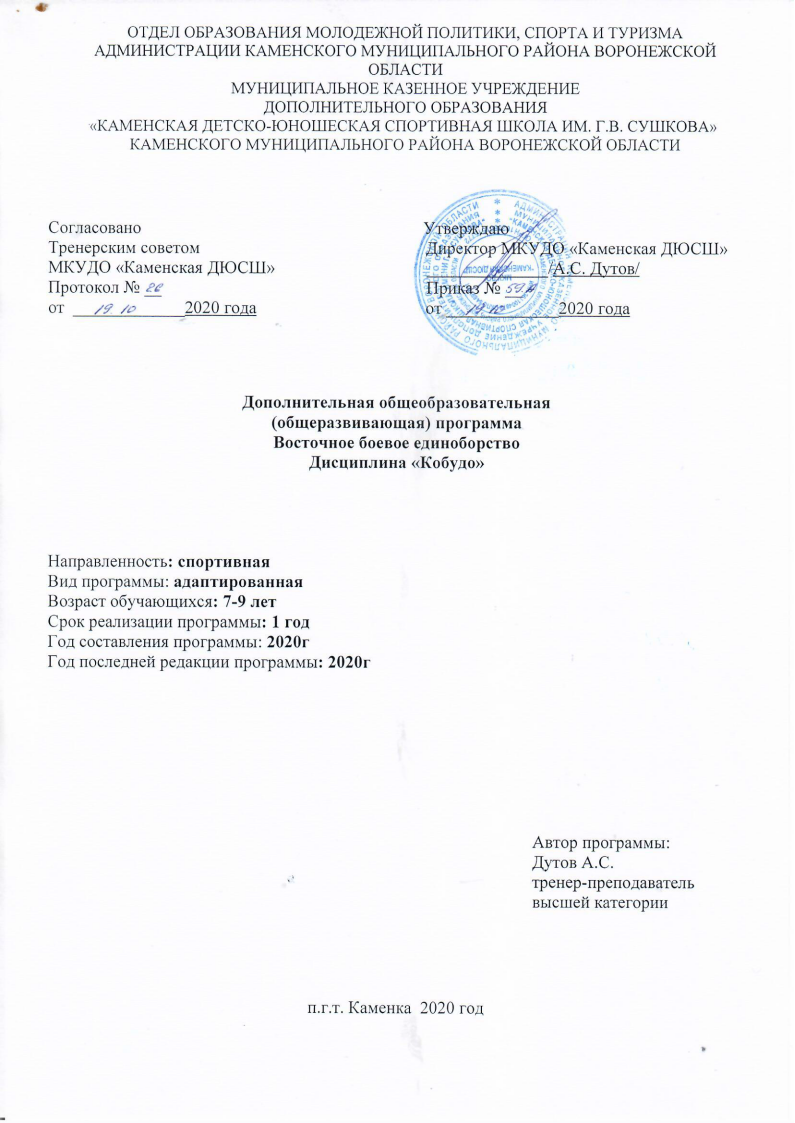 ОТДЕЛ ОБРАЗОВАНИЯ МОЛОДЕЖНОЙ ПОЛИТИКИ, СПОРТА И ТУРИЗМА
АДМИНИСТРАЦИИ КАМЕНСКОГО МУНИЦИПАЛЬНОГО РАЙОНА ВОРОНЕЖСКОЙ
ОБЛАСТИ
МУНИЦИПАЛЬНОЕ КАЗЕННОЕ УЧРЕЖДЕНИЕ
ДОПОЛНИТЕЛЬНОГО ОБРАЗОВАНИЯ
«КАМЕНСКАЯ ДЕТСКО-ЮНОШЕСКАЯ СПОРТИВНАЯ ШКОЛА ИМ. Г.В. СУШКОВА»
КАМЕНСКОГО МУНИЦИПАЛЬНОГО РАЙОНА ВОРОНЕЖСКОЙ ОБЛАСТИ
Согласовано
Тренерским советом
МКУДО «Каменская ДЮСШ»
Протокол №
от 19 10 2020 года
Утверждаю
Директор МКУДО «Каменская ДЮСШ»
/А.С. Дутов/
Приказ №
от 19 10 2020 года
Дополнительная общеобразовательная
(общеразвивающая) программа
Восточное боевое единоборство
Дисциплина «Кобудо»
Направленность: спортивная
Вид программы: адаптированная
Возраст обучающихся: 7-9 лет
Срок реализации программы: 1 год
Год составления программы: 2020г
Год последней редакции программы: 2020г
Автор программы:
Дутов А.С.
тренер-преподаватель
высшей категории
п.г.т. Каменка 2020 год